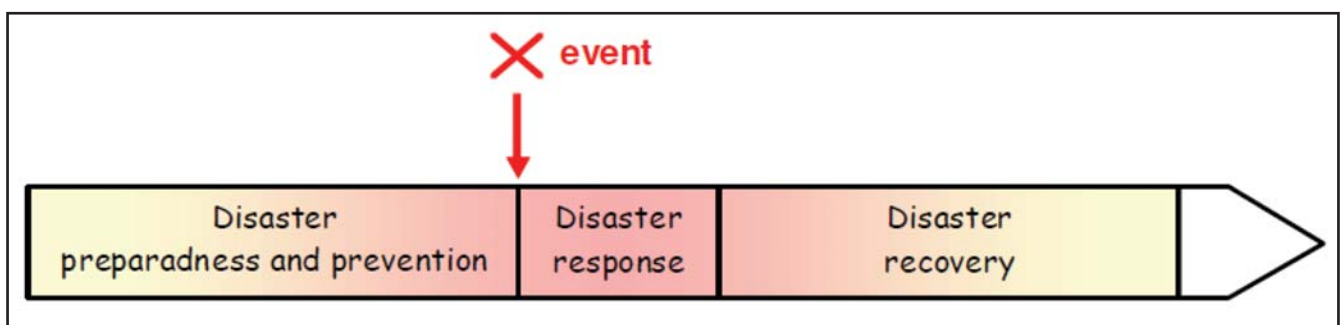 event
Disaster
preparadness and prevention
Disaster
response
Disaster
recovery